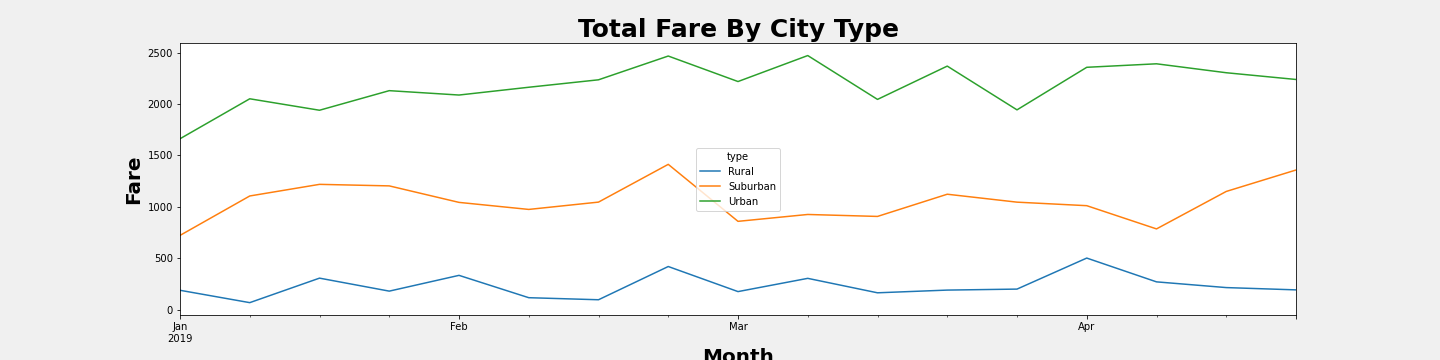 Total Fare By City Type
2500
2000
1500
1000
500
0
Fare
type
Rural
Suburban
Urban
Jan Feb Mar Apr
2019
Month